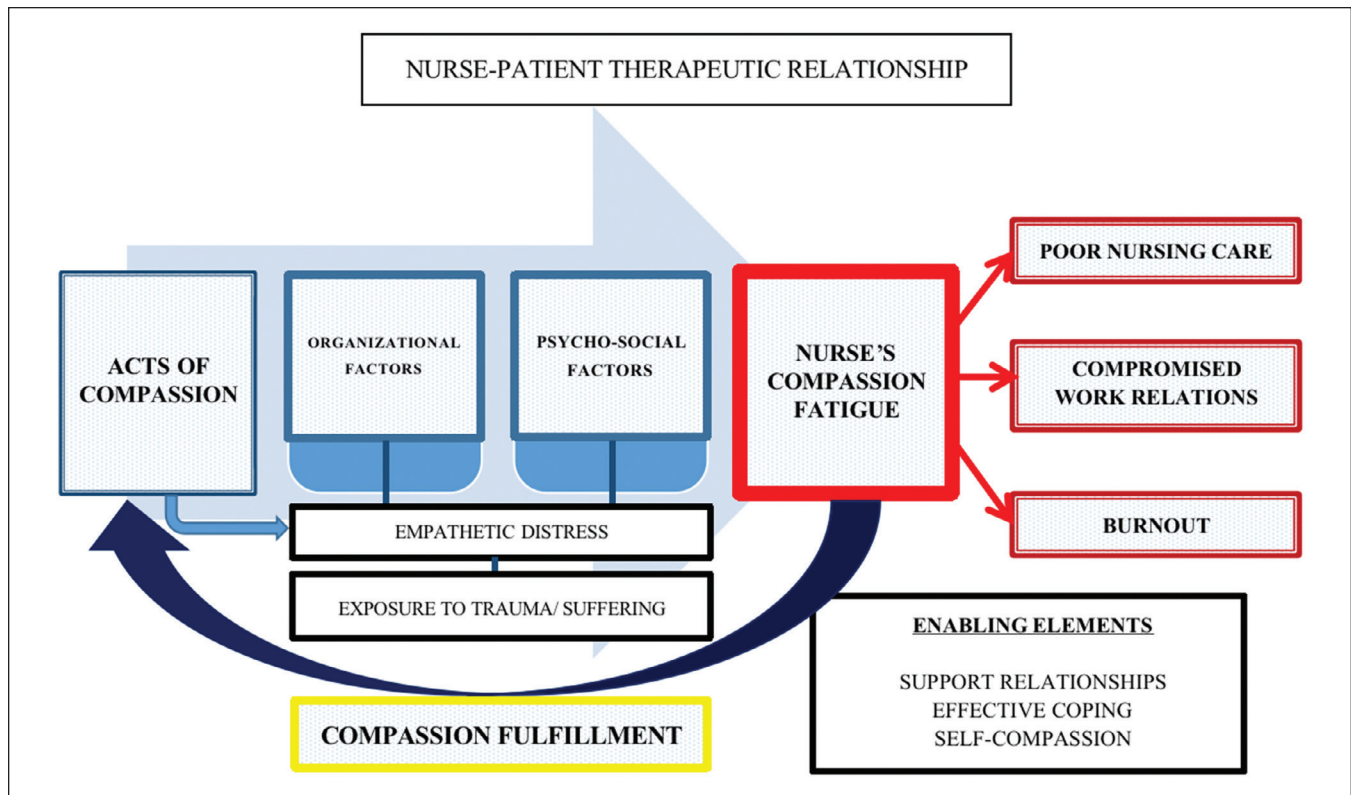 NURSE-PATIENT THERAPEUTIC RELATIONSHIP
ACTS OF
COMPASSION
ORGANIZATIONAL
FACTORS
PSYCHO-SOCIAL
FACTORS
NURSE’S
COMPASSION
FATIGUE
POOR NURSING CARE
COMPROMISED
WORK RELATIONS
BURNOUT
EMPATHETIC DISTRESS
EXPOSURE TO TRAUMA/ SUFFERING
COMPASSION FULFILLMENT
ENABLING ELEMENTS
SUPPORT RELATIONSHIPS
EFFECTIVE COPING
SELF-COMPASSION